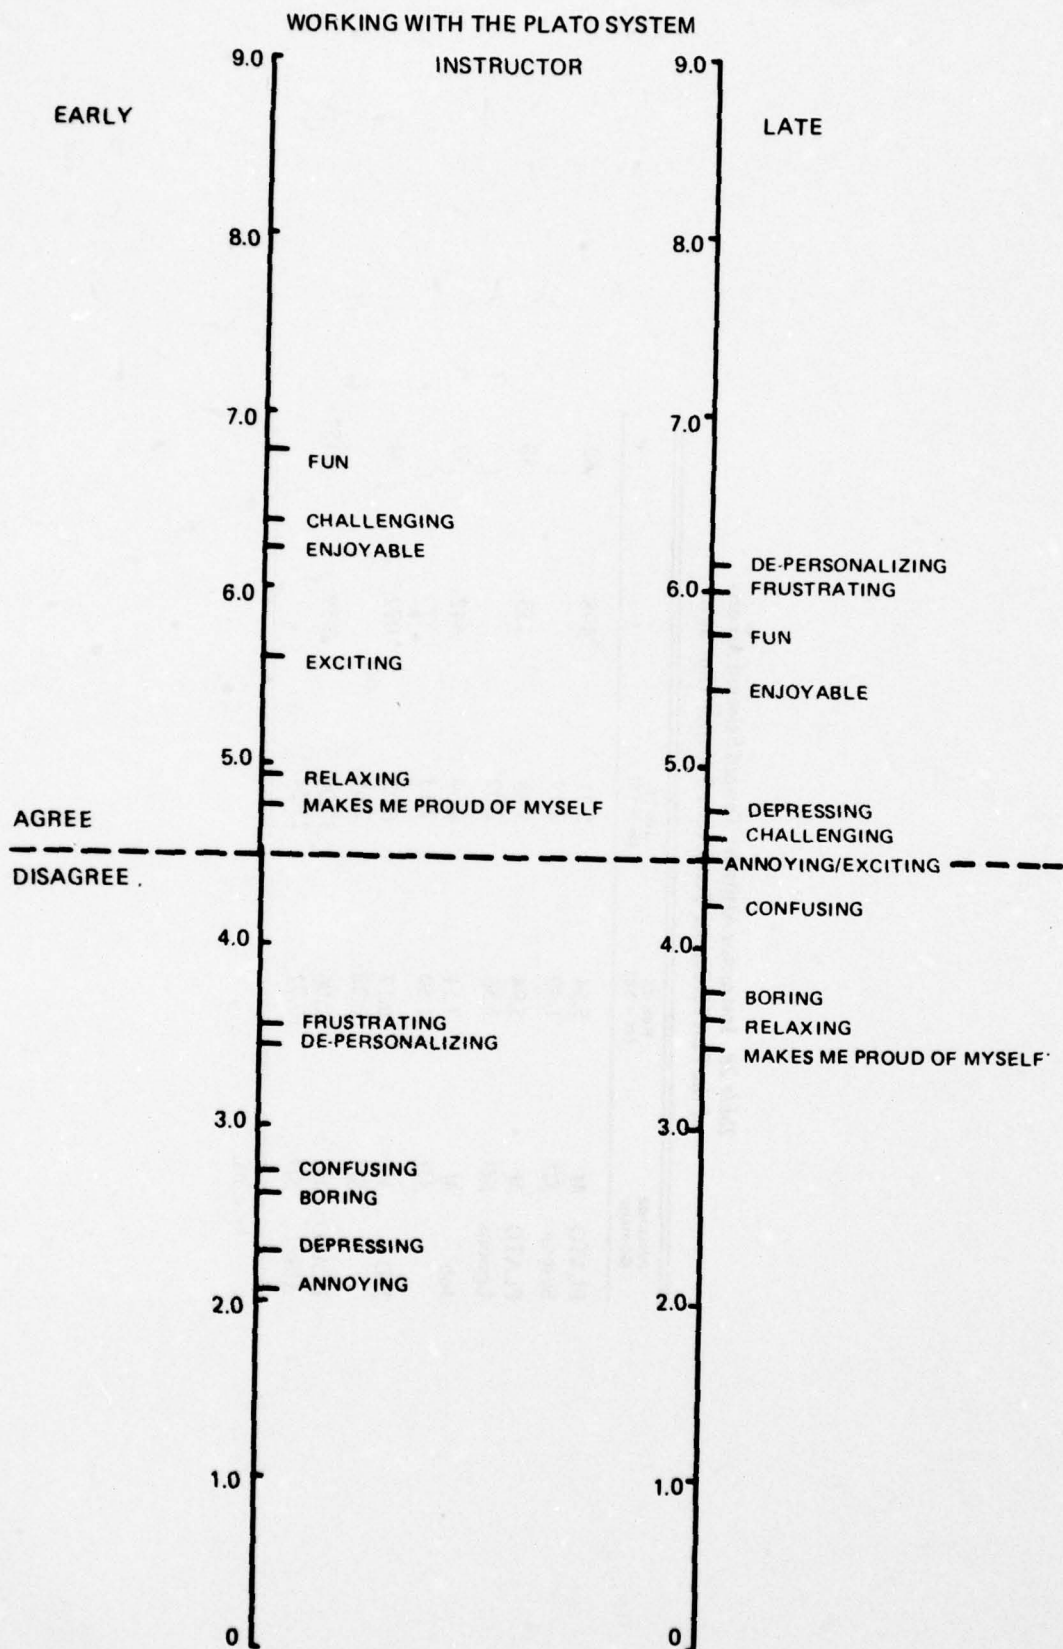 WORKING WITH THE PLATO SYSTEM
INSTRUCTOR
EARLY
9.0
8.0
7.0
FUN
CHALLENGING
ENJOYABLE
6.0
EXCITING
5.0
RELAXING
MAKES ME PROUD OF MYSELF
AGREE
DISAGREE .
4.0
FRUSTRATING
DE-PERSONALIZING
3.0
CONFUSING
BORING
DEPRESSING
ANNOYING
2.0
1.0
0
LATE
9.0
8.0
7.0
DE-PERSONALIZING
6.0 FRUSTRATING
FUN
ENJOYABLE
5.0
DEPRESSING
CHALLENGING
ANNOYING/EXCITING
CONFUSING
4.0
BORING
RELAXING
MAKES ME PROUD OF MYSELF
3.0
2.0
1.0
0